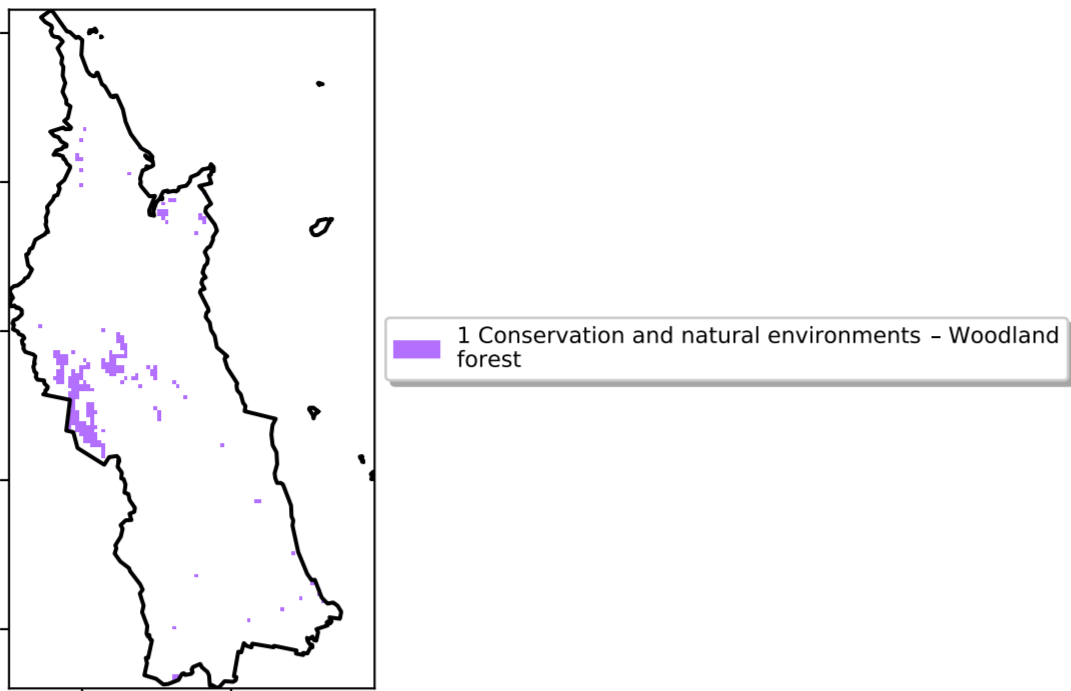 1 Conservation and natural environments – Woodland
forest